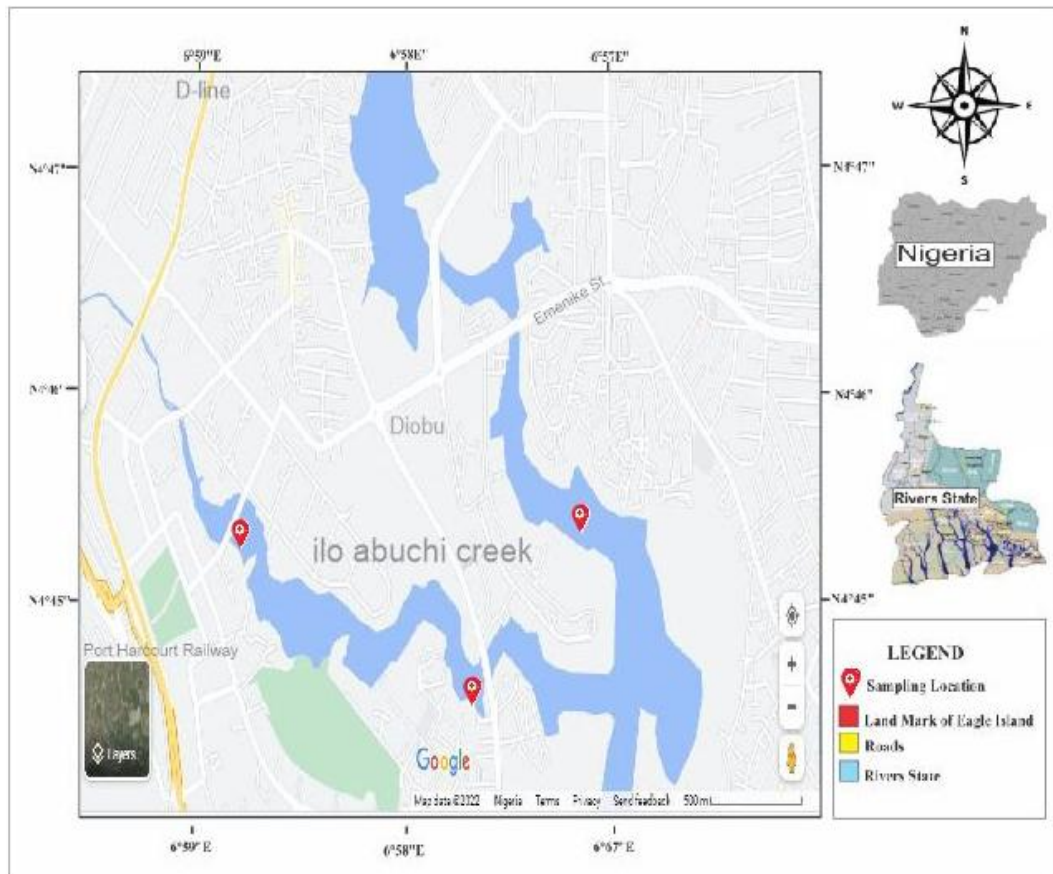 6°59"E
6°58"E
6°57"E
N
D-line
W
E
N4°47"
N4°47"
S
Nigeria
Emenike St.
N4°46"
N4°46"
Diobu
Rivers State
ilo abuchi creek
N4°45"
N4°45"
Port Harcourt Railway
LEGEND
Sampling Location
Land Mark of Eagle Island
Roads
Rivers State
Layers
Google
Map data ©2022 Nigeria Terms Privacy Send feedback 500 m
6°59" E
6°58" E
6°67" E